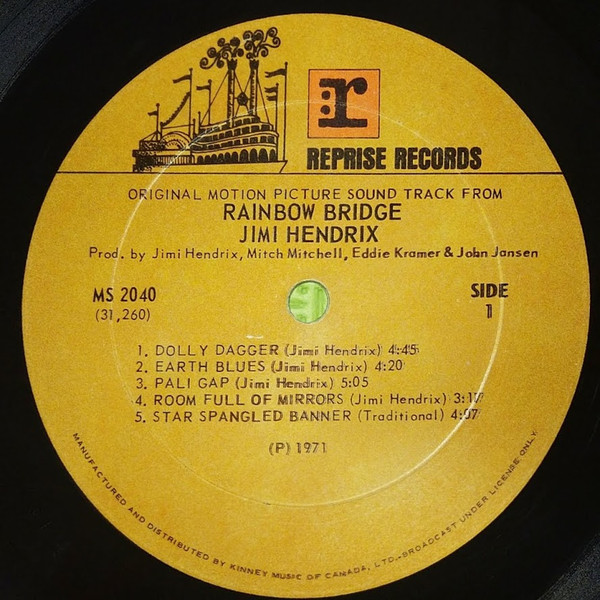 r
REPRISE RECORDS
ORIGINAL MOTION PICTURE SOUND TRACK FROM
RAINBOW BRIDGE
JIMI HENDRIX
Prod. by Jimi Hendrix, Mitch Mitchell, Eddie Kramer & John Jansen
MS 2040
(31,260)
SIDE
1
1. DOLLY DAGGER (Jimi Hendrix) 4:45
2. EARTH BLUES (Jimi Hendrix) 4:20
3. PALI GAP (Jimi Hendrix) 5:05
4. ROOM FULL OF MIRRORS (Jimi Hendrix)
5. STAR SPANGLED BANNER (Traditional) 4:07
(P) 1971
MANUFACTURED AND DISTRIBUTED BY KINNEY MUSIC OF CANADA, LTD.-BROADCAST UNDER LICENSE ONLY